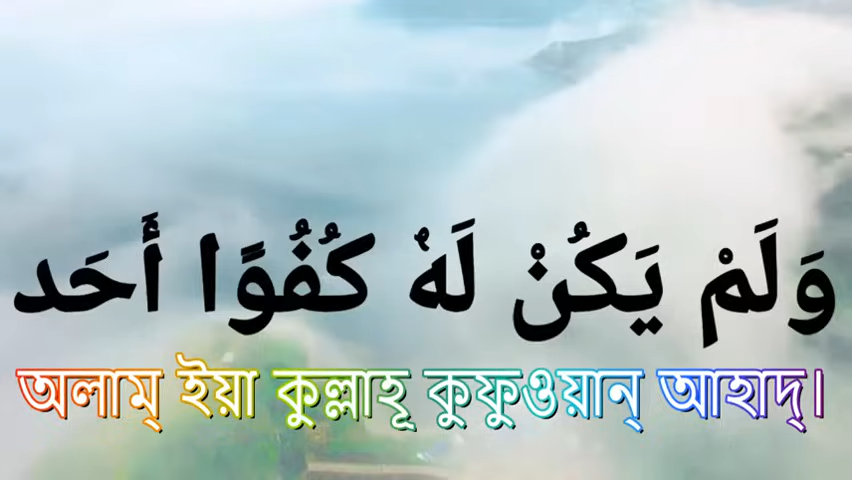 وَلَمْ يَكُنْ لَهٗ كُفُوًا أَحَد
অলাম্ ইয়া কুল্লাহূ কুফুওয়ান্ আহাদ্।